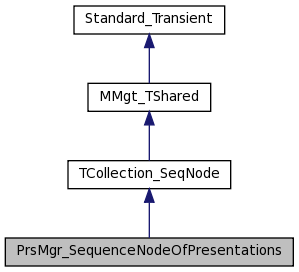 Standard_Transient
MMgt_TShared
TCollection_SeqNode
PrsMgr_SequenceNodeOfPresentations